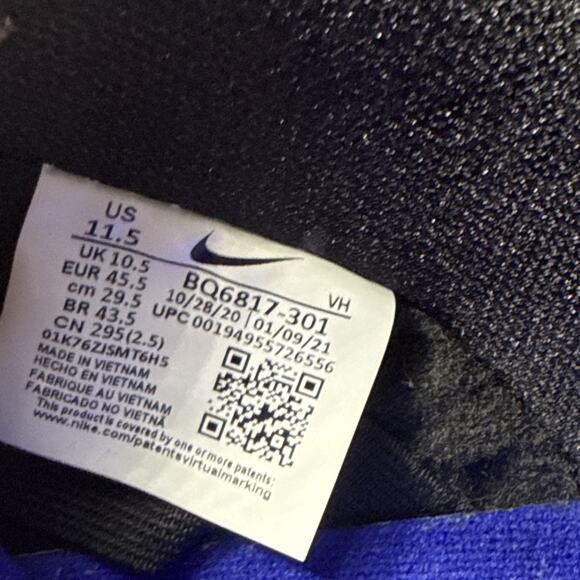 US
11.5
UK 10.5
EUR 45.5
cm 29.5
BR 43.5
CN 295(2.5)
BQ6817-301
VH
10/28/20 | 01/09/21
UPC 00194955726556
01K76ZJSMT6H5
MADE IN VIETNAM
HECHO EN VIETNAM
FABRIQUE AU VIETNAM
FABRICADO NO VIETNÃ
This product is covered by one or more patents:
www.nike.com/patentsvirtualmarking